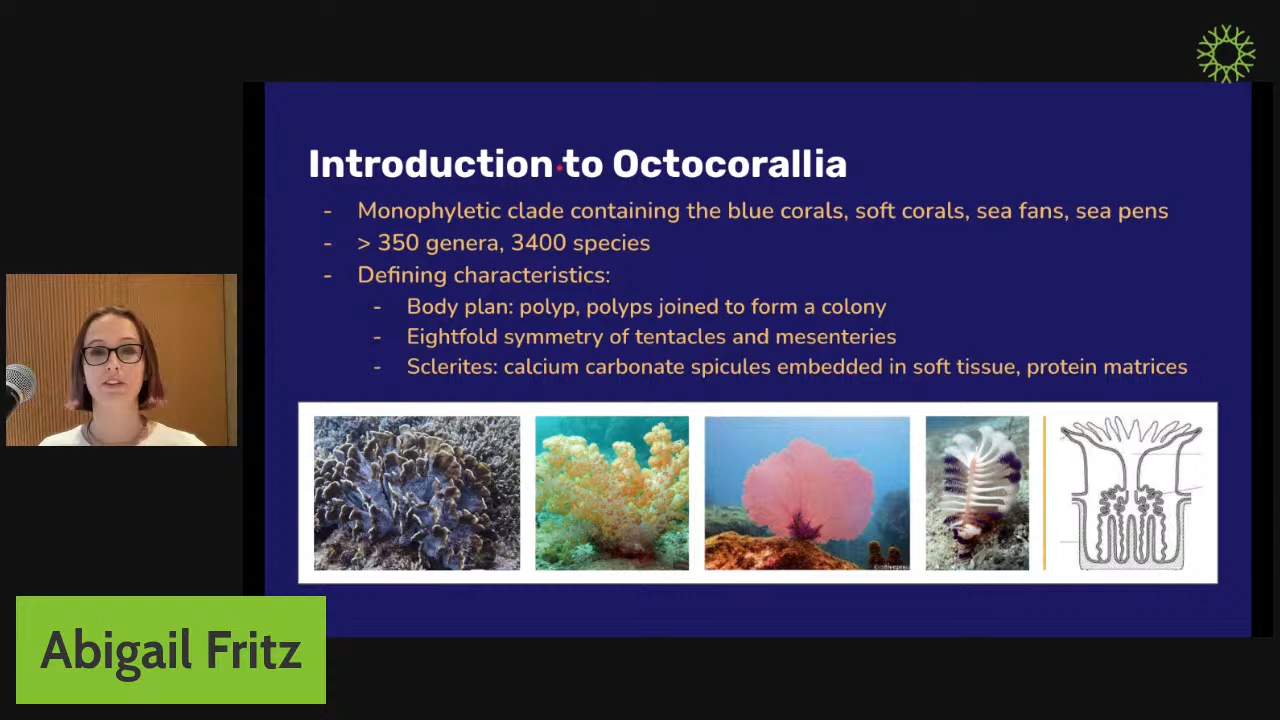 Introduction to Octocorallia
- Monophyletic clade containing the blue corals, soft corals, sea fans, sea pens
- > 350 genera, 3400 species
- Defining characteristics:
- Body plan: polyp, polyps joined to form a colony
- Eightfold symmetry of tentacles and mesenteries
- Sclerites: calcium carbonate spicules embedded in soft tissue, protein matrices
Abigail Fritz